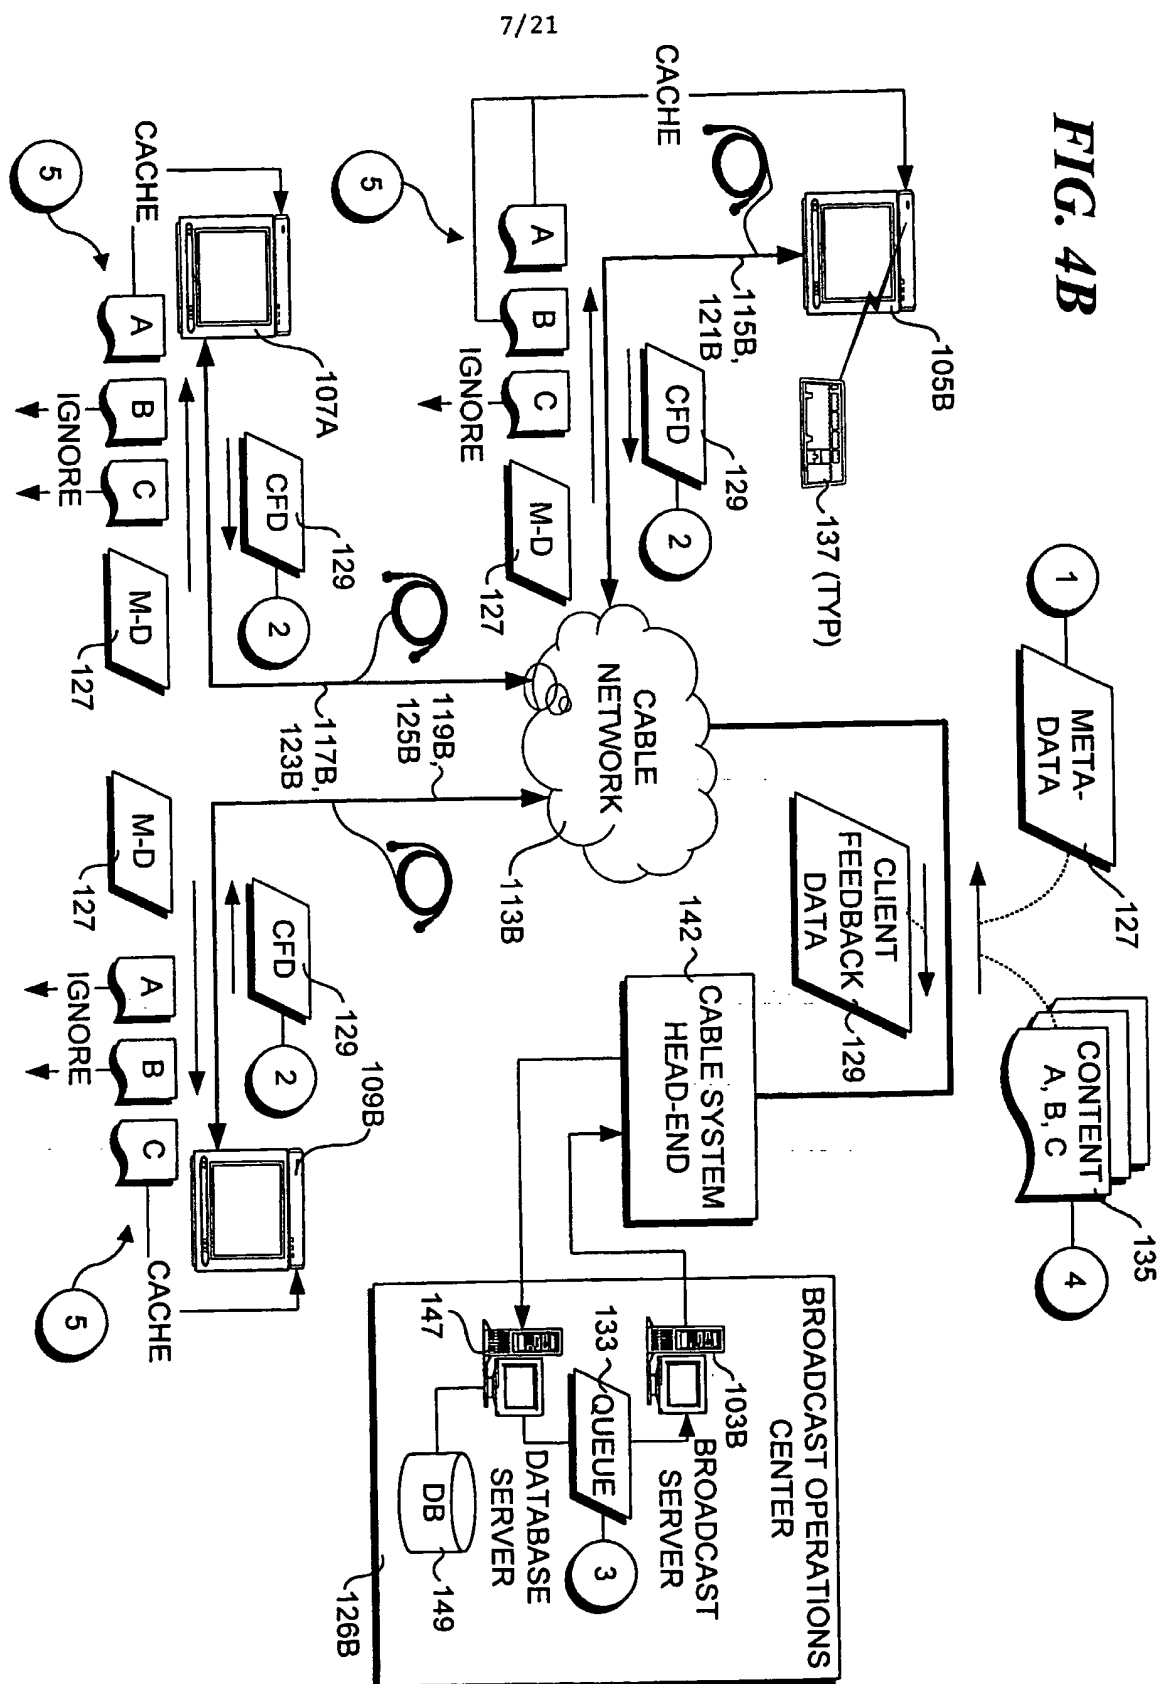 7/21
FIG. 4B
1
META-
DATA
127
CONTENT
A, B, C
135
4
105B
137 (TYP)
CACHE
115B,
121B
CFD
129
2
A
B
C
IGNORE
M-D
127
5
CLIENT
FEEDBACK
DATA
129
CABLE
NETWORK
113B
142
CABLE SYSTEM
HEAD-END
BROADCAST OPERATIONS
CENTER
103B
BROADCAST
SERVER
133
QUEUE
3
147
DATABASE
SERVER
DB
149
126B
CACHE
5
107A
A
B
C
IGNORE
CFD
129
2
M-D
127
117B,
123B
119B,
125B
M-D
127
CFD
129
2
109B
A
B
C
IGNORE
CACHE
5